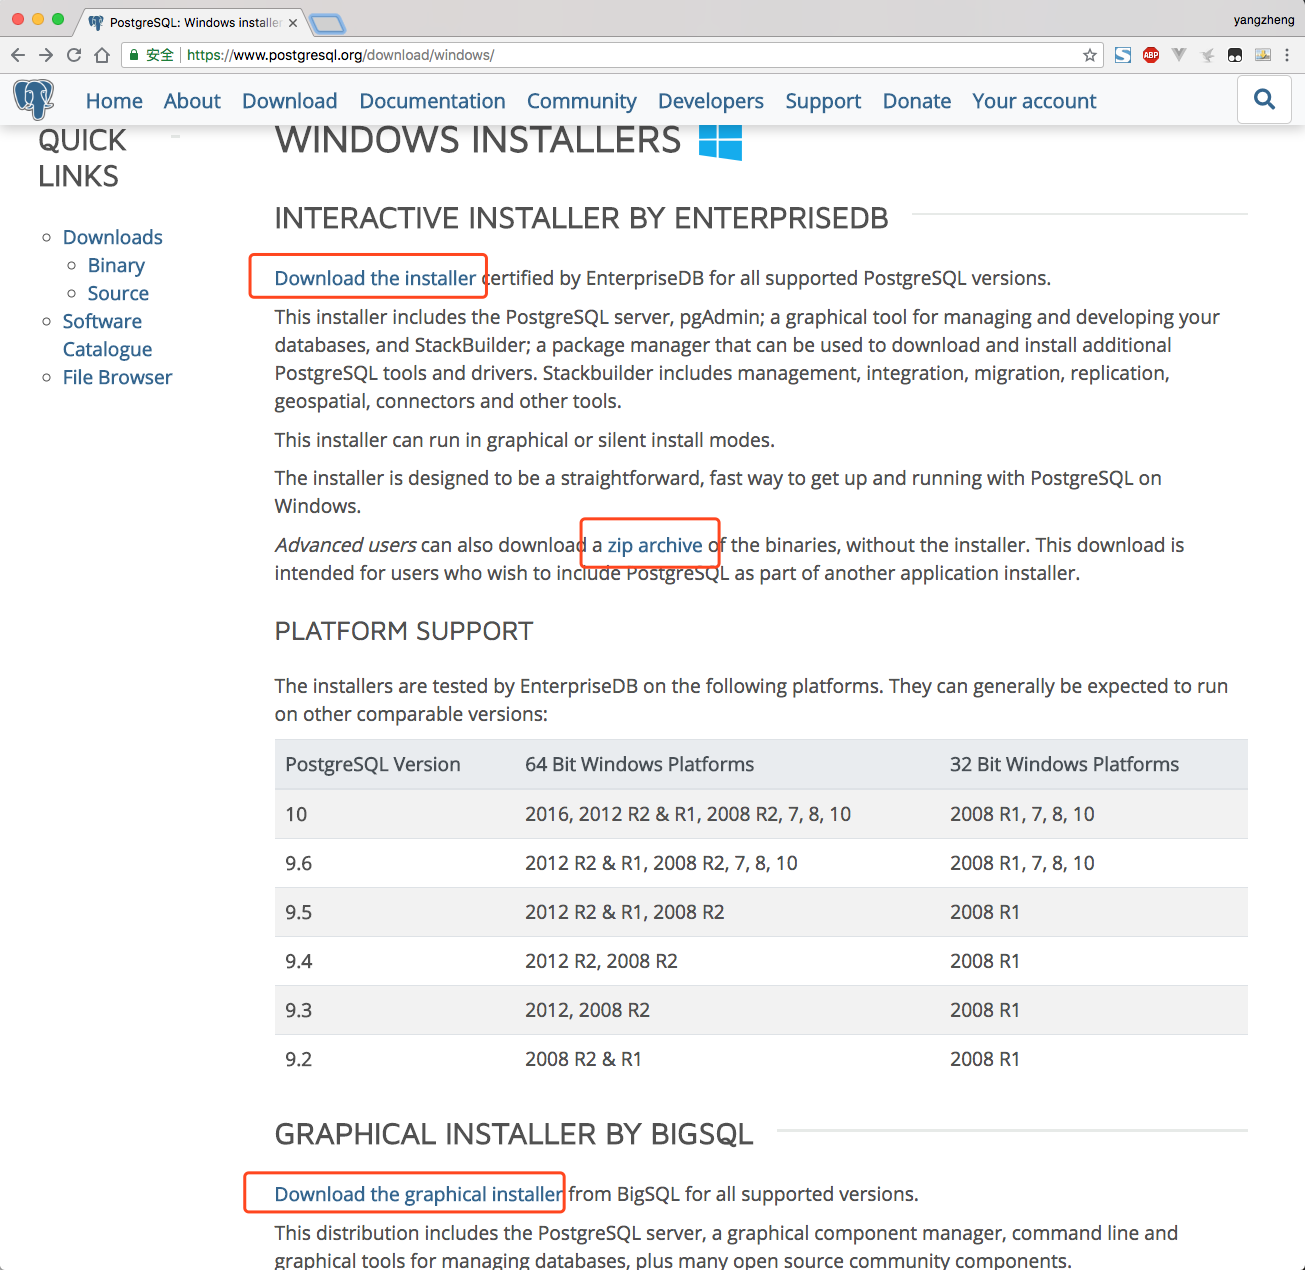 PostgreSQL: Windows installer
yangzheng
安全 https://www.postgresql.org/download/windows/
ABP
Home About Download Documentation Community Developers Support Donate Your account
QUICK
LINKS
Downloads
Binary
Source
Software
Catalogue
File Browser
WINDOWS INSTALLERS
INTERACTIVE INSTALLER BY ENTERPRISEDB
Download the installer certified by EnterpriseDB for all supported PostgreSQL versions.
This installer includes the PostgreSQL server, pgAdmin; a graphical tool for managing and developing your
databases, and StackBuilder; a package manager that can be used to download and install additional
PostgreSQL tools and drivers. Stackbuilder includes management, integration, migration, replication,
geospatial, connectors and other tools.
This installer can run in graphical or silent install modes.
The installer is designed to be a straightforward, fast way to get up and running with PostgreSQL on
Windows.
Advanced users can also download a zip archive of the binaries, without the installer. This download is
intended for users who wish to include PostgreSQL as part of another application installer.
PLATFORM SUPPORT
The installers are tested by EnterpriseDB on the following platforms. They can generally be expected to run
on other comparable versions:
PostgreSQL Version 64 Bit Windows Platforms 32 Bit Windows Platforms
10 2016, 2012 R2 & R1, 2008 R2, 7, 8, 10 2008 R1, 7, 8, 10
9.6 2012 R2 & R1, 2008 R2, 7, 8, 10 2008 R1, 7, 8, 10
9.5 2012 R2 & R1, 2008 R2 2008 R1
9.4 2012 R2, 2008 R2 2008 R1
9.3 2012, 2008 R2 2008 R1
9.2 2008 R2 & R1 2008 R1
GRAPHICAL INSTALLER BY BIGSQL
Download the graphical installer from BigSQL for all supported versions.
This distribution includes the PostgreSQL server, a graphical component manager, command line and
graphical tools for managing databases, plus many open source community components.